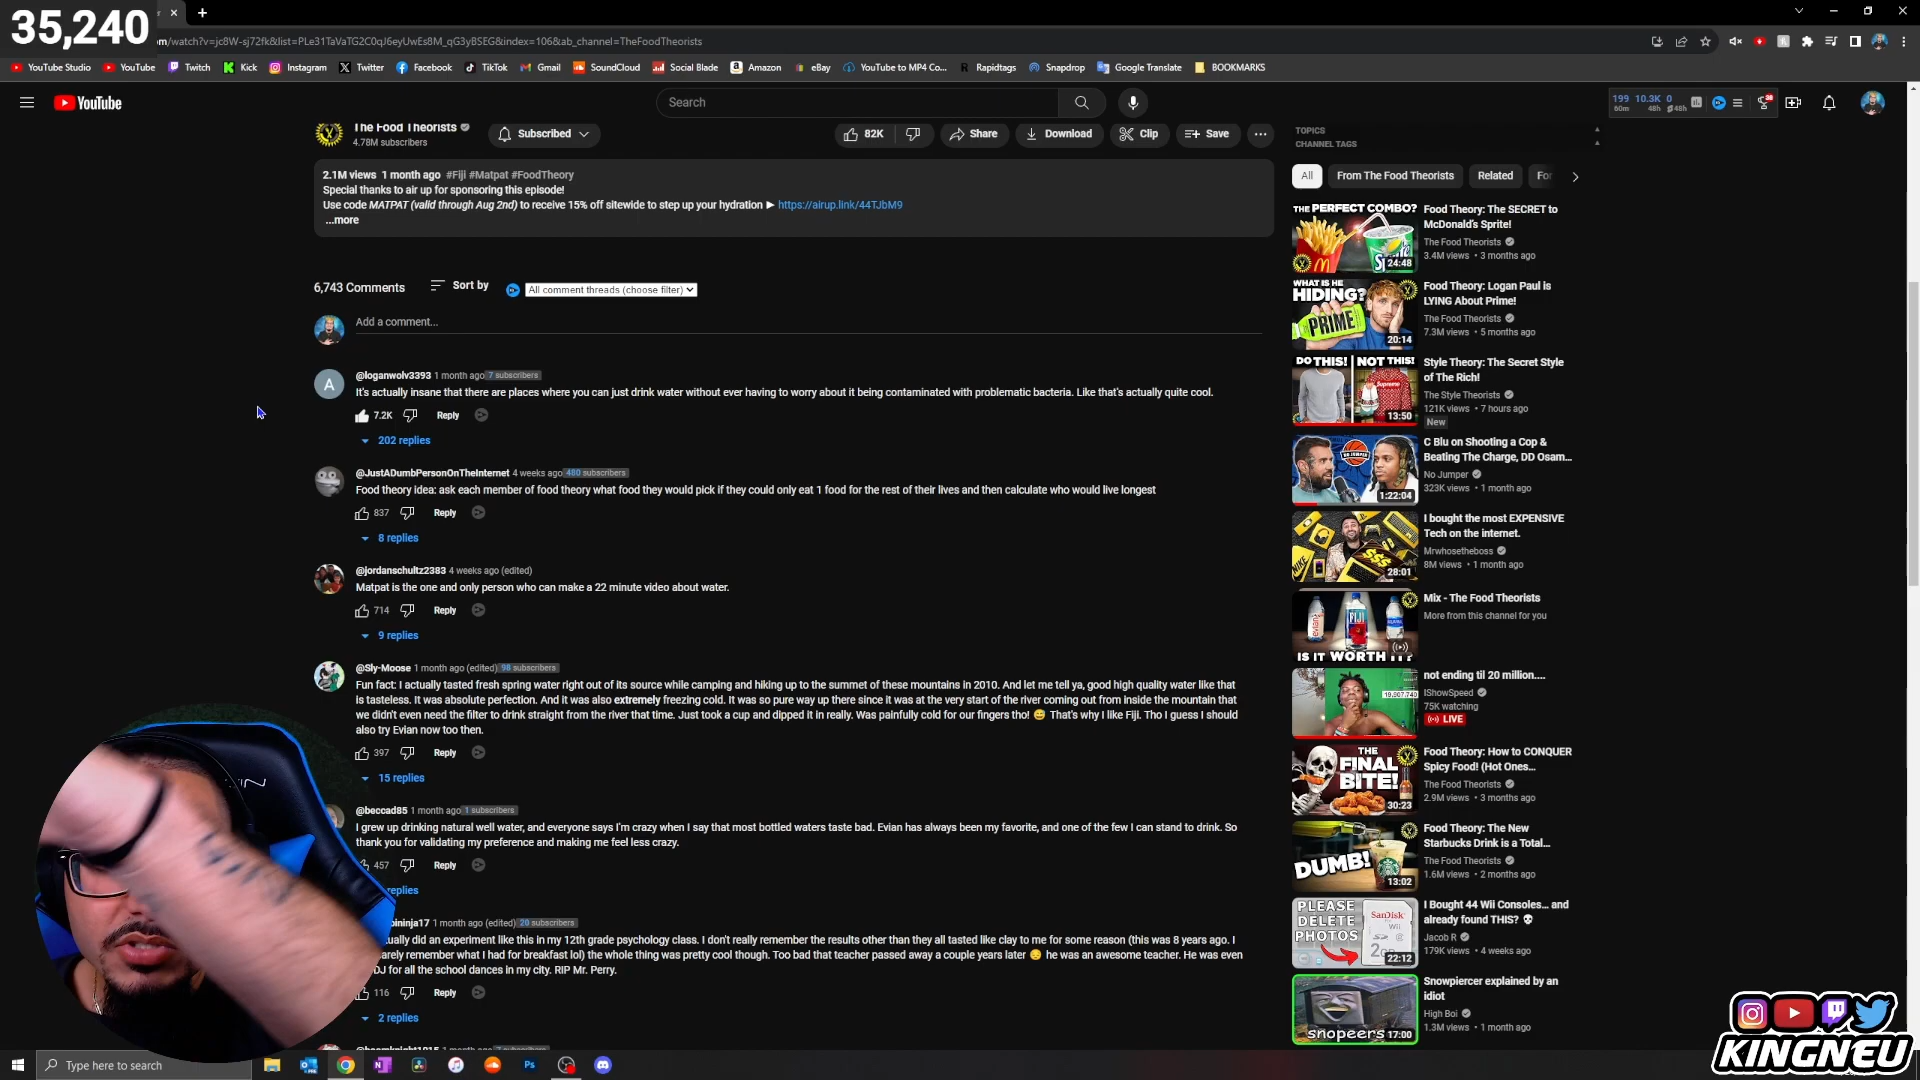 35,240
om/watch?v=jc8W-sj72fk&list=PLe31TaVaTG2C0qJ6eyUwEs8M_qG3yBSEG&index=106&ab_channel=TheFoodTheorists
YouTube Studio YouTube Twitch Kick Instagram Twitter Facebook TikTok Gmail SoundCloud Social Blade Amazon eBay YouTube to MP4 Co... Rapidtags Snapdrop Google Translate BOOKMARKS
YouTube
Search
199 10.3K 0
60m 48h 48h
38
The Food Theorists
4.78M subscribers
Subscribed
82K
Share
Download
Clip
Save
2.1M views 1 month ago #Fiji #Matpat #FoodTheory
Special thanks to air up for sponsoring this episode!
Use code MATPAT (valid through Aug 2nd) to receive 15% off sitewide to step up your hydration ► https://airup.link/44TJbM9
...more
6,743 Comments
Sort by
All comment threads (choose filter)
Add a comment...
A
@loganwolv3393 1 month ago 7 subscribers
It's actually insane that there are places where you can just drink water without ever having to worry about it being contaminated with problematic bacteria. Like that's actually quite cool.
7.2K Reply
202 replies
@JustADumbPersonOnTheInternet 4 weeks ago 480 subscribers
Food theory idea: ask each member of food theory what food they would pick if they could only eat 1 food for the rest of their lives and then calculate who would live longest
837 Reply
8 replies
@jordanschultz2383 4 weeks ago (edited)
Matpat is the one and only person who can make a 22 minute video about water.
714 Reply
9 replies
@Sly-Moose 1 month ago (edited) 98 subscribers
Fun fact: I actually tasted fresh spring water right out of its source while camping and hiking up to the summet of these mountains in 2010. And let me tell ya, good high quality water like that
is tasteless. It was absolute perfection. And it was also extremely freezing cold. It was so pure way up there since it was at the very start of the river coming out from inside the mountain that
we didn't even need the filter to drink straight from the river that time. Just took a cup and dipped it in really. Was painfully cold for our fingers tho! 😅 That's why I like Fiji. Tho I guess I should
also try Evian now too then.
397 Reply
15 replies
@beccad85 1 month ago 1 subscribers
I grew up drinking natural well water, and everyone says I'm crazy when I say that most bottled waters taste bad. Evian has always been my favorite, and one of the few I can stand to drink. So
thank you for validating my preference and making me feel less crazy.
457 Reply
replies
ininja17 1 month ago (edited) 20 subscribers
tually did an experiment like this in my 12th grade psychology class. I don't really remember the results other than they all tasted like clay to me for some reason (this was 8 years ago. I
arely remember what I had for breakfast lol) the whole thing was pretty cool though. Too bad that teacher passed away a couple years later 😔 he was an awesome teacher. He was even
DJ for all the school dances in my city. RIP Mr. Perry.
116 Reply
2 replies
TOPICS
CHANNEL TAGS
All
From The Food Theorists
Related
For
THE PERFECT COMBO?
24:48
Food Theory: The SECRET to
McDonald's Sprite!
The Food Theorists
3.4M views • 3 months ago
WHAT IS HE
HIDING?
PRIME
20:14
Food Theory: Logan Paul is
LYING About Prime!
The Food Theorists
7.3M views • 5 months ago
DO THIS! NOT THIS!
Supreme
13:50
Style Theory: The Secret Style
of The Rich!
The Style Theorists
121K views • 7 hours ago
New
1:22:04
C Blu on Shooting a Cop &
Beating The Charge, DD Osam...
No Jumper
323K views • 1 month ago
$$$
28:01
I bought the most EXPENSIVE
Tech on the internet.
Mrwhosetheboss
8M views • 1 month ago
evian
FIJI
IS IT WORTH IT?
Mix - The Food Theorists
More from this channel for you
19,907,740
not ending til 20 million....
IShowSpeed
75K watching
LIVE
THE
FINAL
BITE!
30:23
Food Theory: How to CONQUER
Spicy Food! (Hot Ones...
The Food Theorists
2.9M views • 3 months ago
DUMB!
13:02
Food Theory: The New
Starbucks Drink is a Total...
The Food Theorists
1.6M views • 2 months ago
PLEASE
DELETE
PHOTOS
SanDisk
Wii
22:12
I Bought 44 Wii Consoles... and
already found THIS? 💀
Jacob R
179K views • 4 weeks ago
snopeers
17:00
Snowpiercer explained by an
idiot
High Boi
1.3M views • 1 month ago
KINGNEU
Type here to search